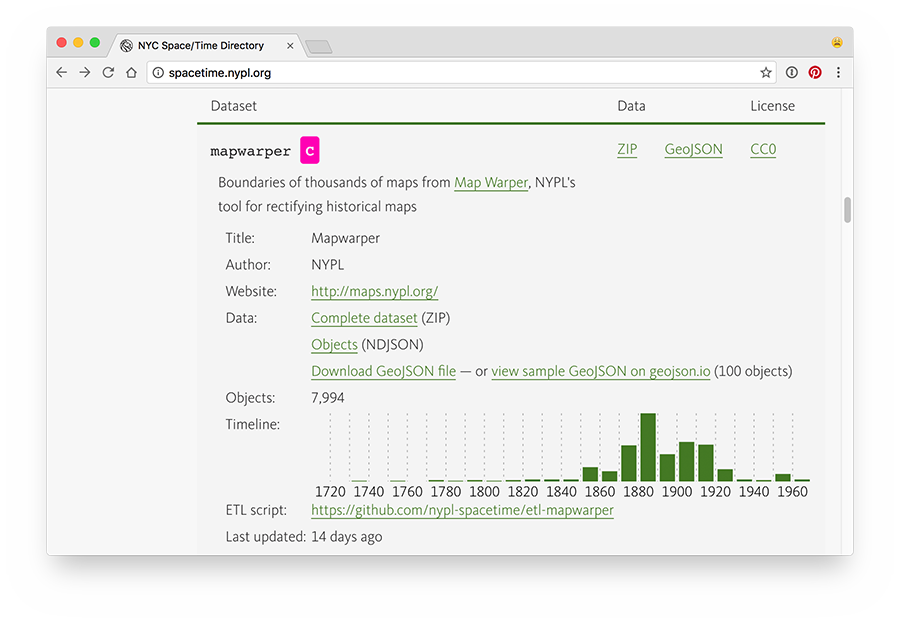 NYC Space/Time Directory
spacetime.nypl.org
Dataset Data License
mapwarper C ZIP GeoJSON CC0
Boundaries of thousands of maps from Map Warper, NYPL's
tool for rectifying historical maps
Title: Mapwarper
Author: NYPL
Website: http://maps.nypl.org/
Data: Complete dataset (ZIP)
Objects (NDJSON)
Download GeoJSON file — or view sample GeoJSON on geojson.io (100 objects)
Objects: 7,994
Timeline:
1720 1740 1760 1780 1800 1820 1840 1860 1880 1900 1920 1940 1960
ETL script: https://github.com/nypl-spacetime/etl-mapwarper
Last updated: 14 days ago